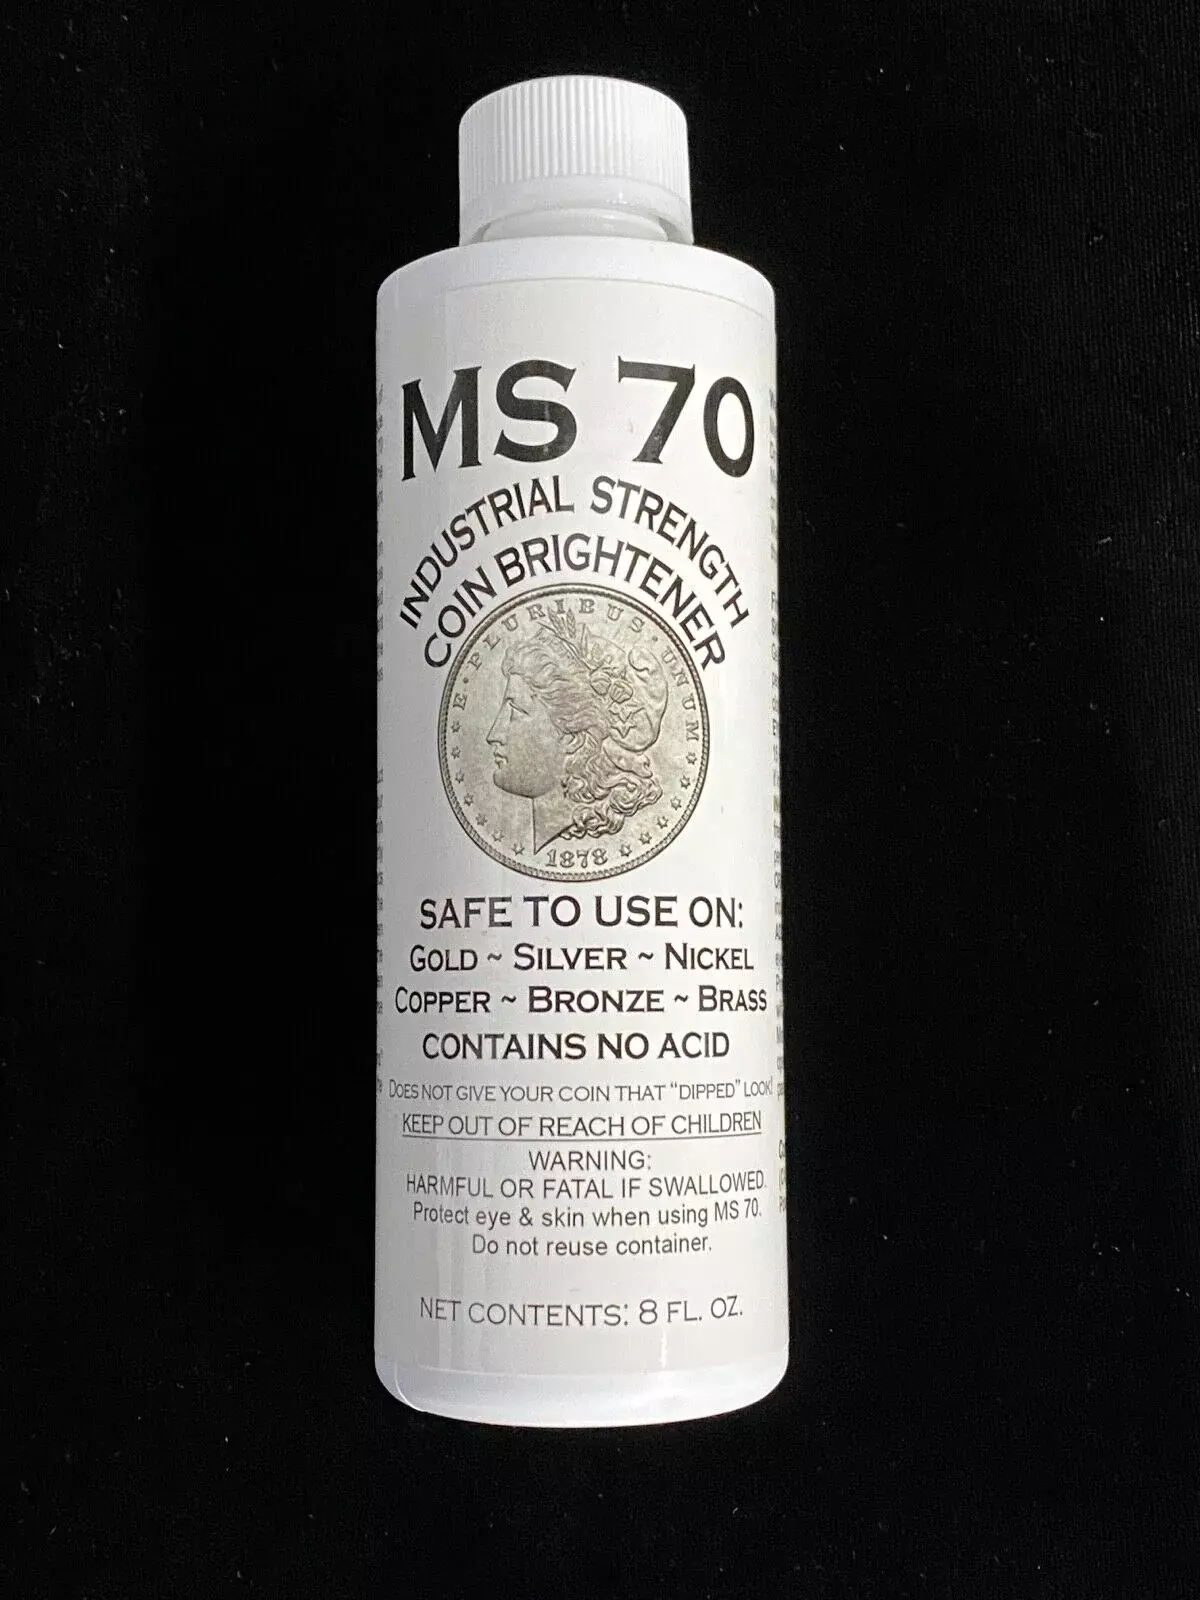 MS 70
INDUSTRIAL STRENGTH
COIN BRIGHTENER
E · PLURIBUS · UNUM
1878
SAFE TO USE ON:
GOLD ~ SILVER ~ NICKEL
COPPER ~ BRONZE ~ BRASS
CONTAINS NO ACID
DOES NOT GIVE YOUR COIN THAT "DIPPED" LOOK!
KEEP OUT OF REACH OF CHILDREN
WARNING:
HARMFUL OR FATAL IF SWALLOWED.
Protect eye & skin when using MS 70.
Do not reuse container.
NET CONTENTS: 8 FL. OZ.